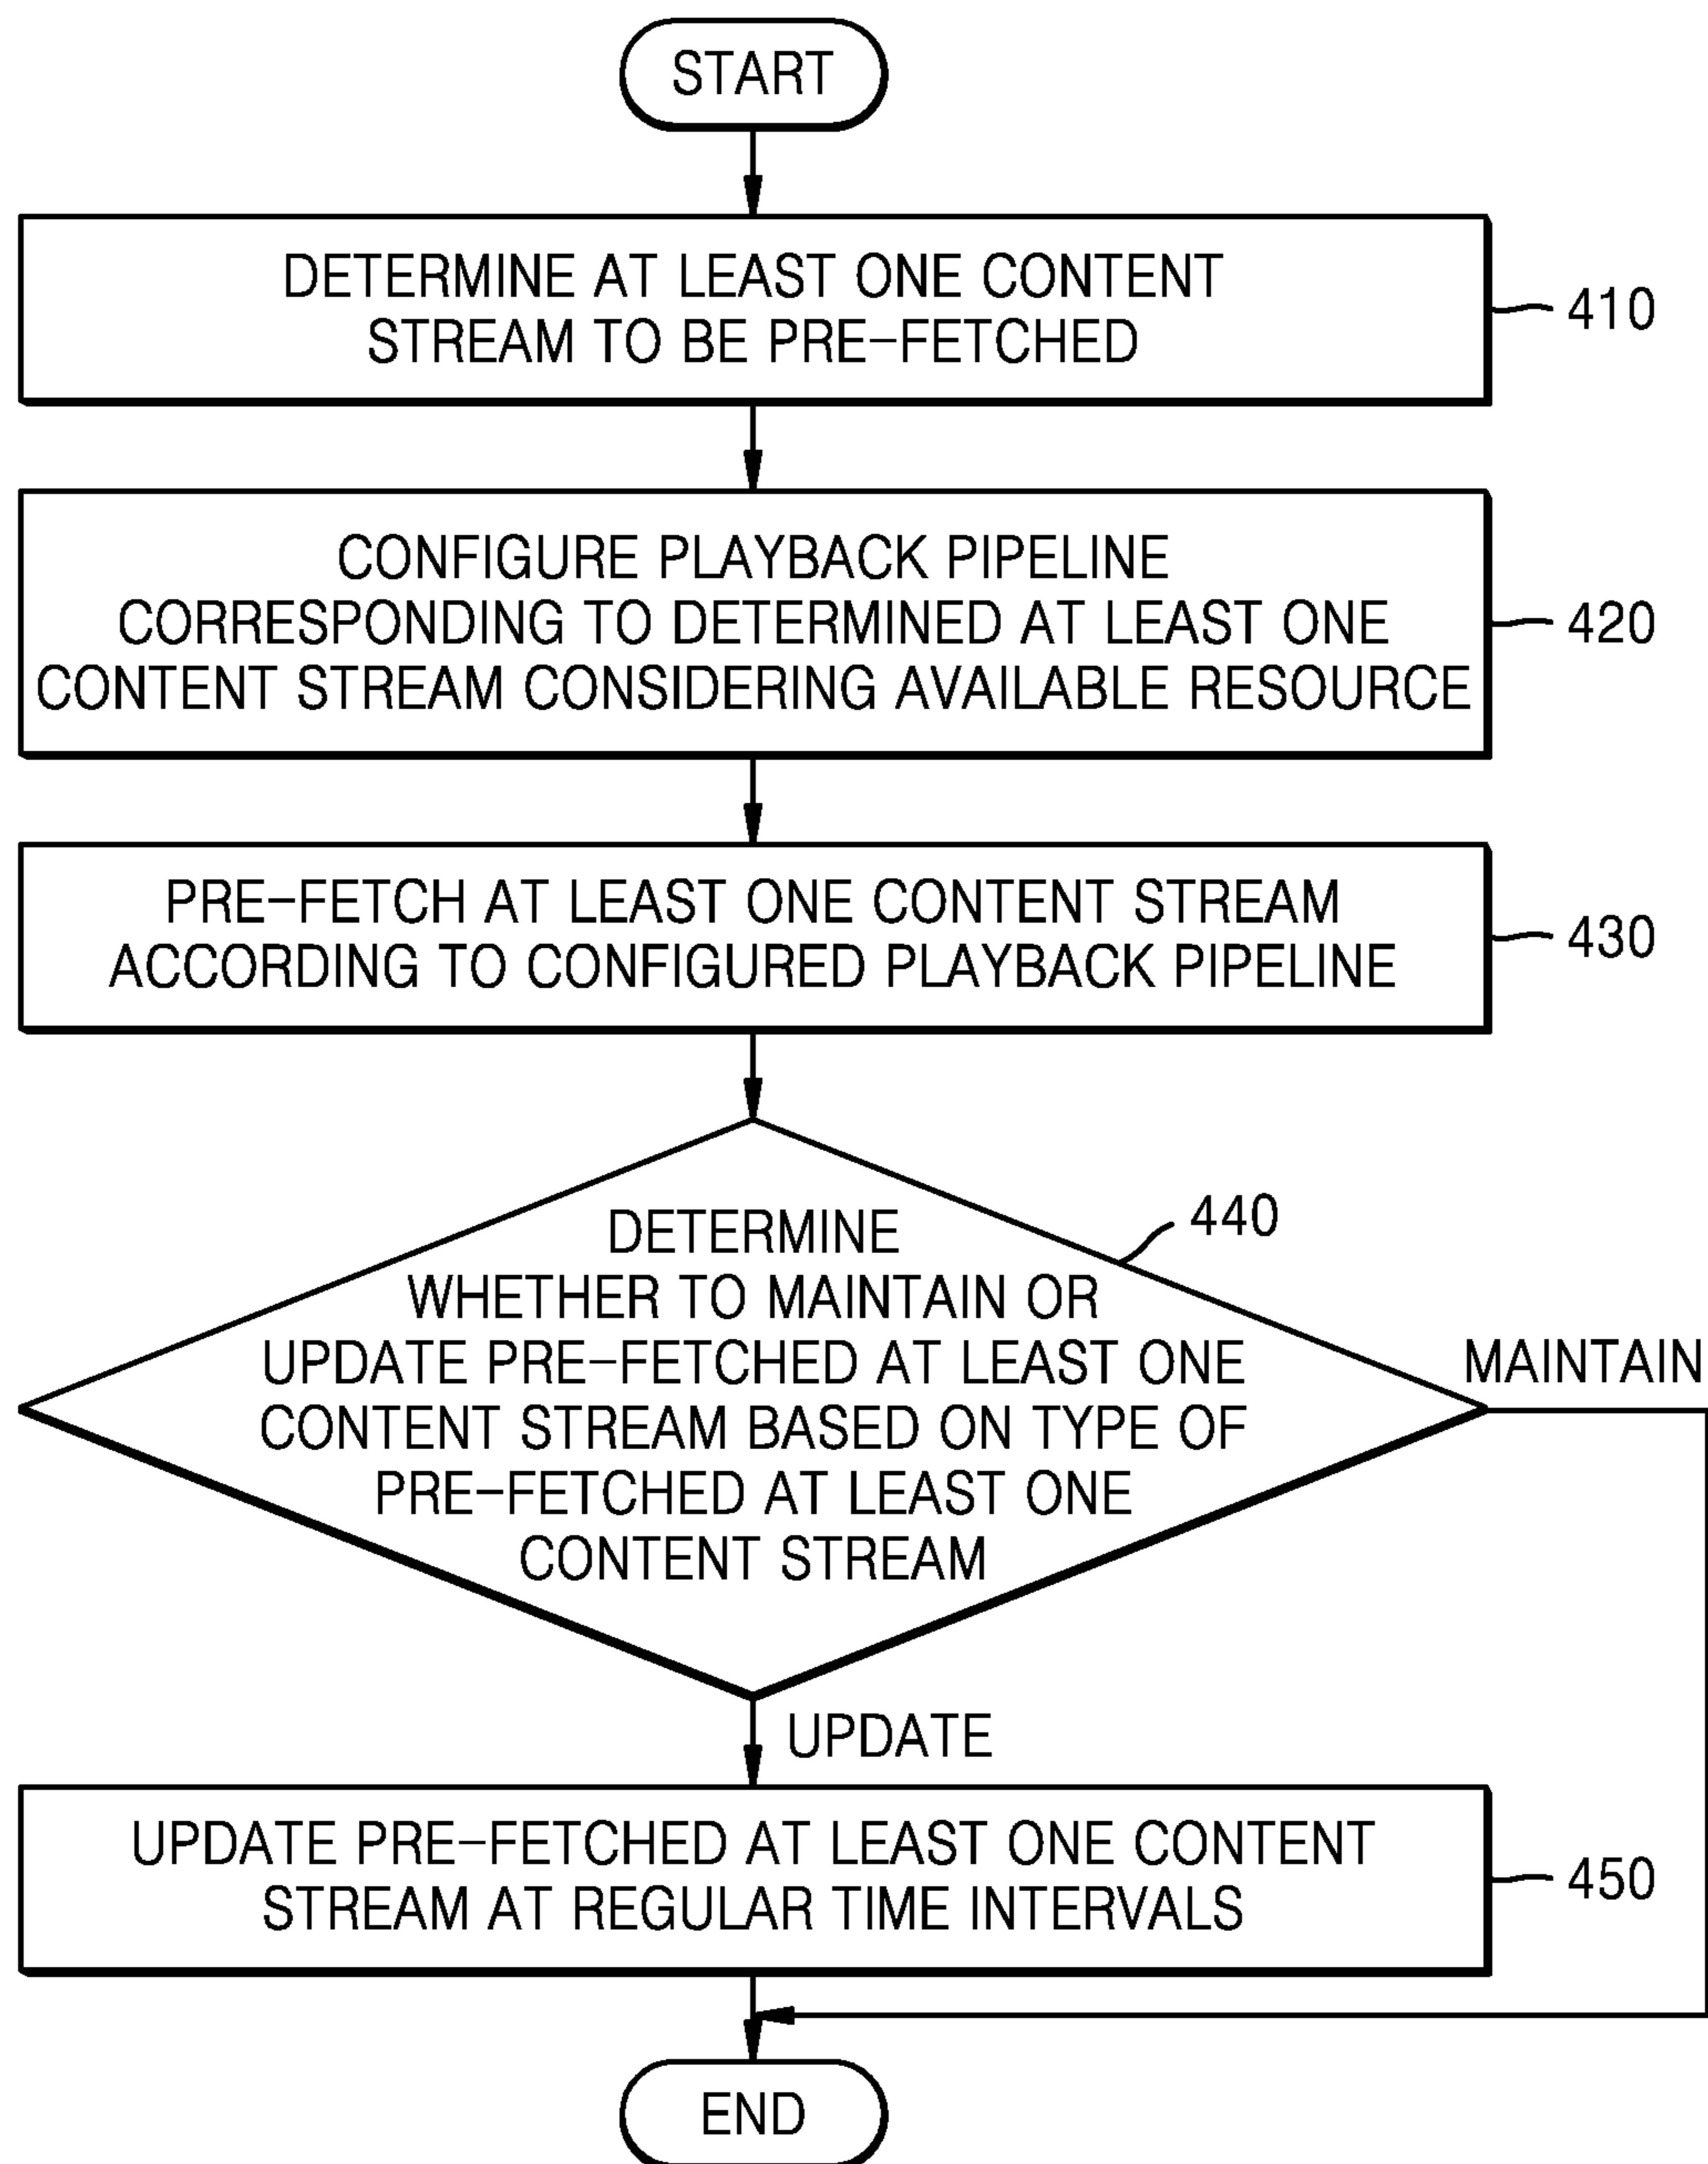 START
DETERMINE AT LEAST ONE CONTENT
STREAM TO BE PRE-FETCHED
410
CONFIGURE PLAYBACK PIPELINE
CORRESPONDING TO DETERMINED AT LEAST ONE
CONTENT STREAM CONSIDERING AVAILABLE RESOURCE
420
PRE-FETCH AT LEAST ONE CONTENT STREAM
ACCORDING TO CONFIGURED PLAYBACK PIPELINE
430
440
DETERMINE
WHETHER TO MAINTAIN OR
UPDATE PRE-FETCHED AT LEAST ONE
CONTENT STREAM BASED ON TYPE OF
PRE-FETCHED AT LEAST ONE
CONTENT STREAM
MAINTAIN
UPDATE
UPDATE PRE-FETCHED AT LEAST ONE CONTENT
STREAM AT REGULAR TIME INTERVALS
450
END